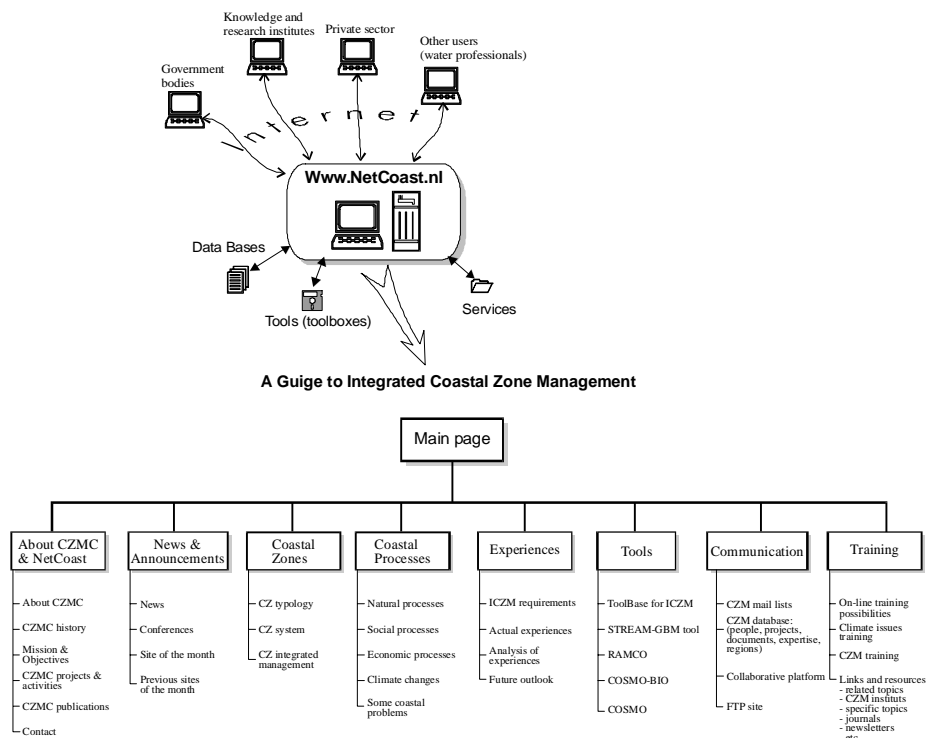 Knowledge and
research institutes
Private sector
Other users
(water professionals)
Government
bodies
Internet
Www.NetCoast.nl
Data Bases
Tools (toolboxes)
Services
A Guige to Integrated Coastal Zone Management
Main page
About CZMC
& NetCoast
About CZMC
CZMC history
Mission &
Objectives
CZMC projects &
activities
CZMC publications
Contact
News &
Announcements
News
Conferences
Site of the month
Previous sites
of the month
Coastal
Zones
CZ typology
CZ system
CZ integrated
management
Coastal
Processes
Natural processes
Social processes
Economic processes
Climate changes
Some coastal
problems
Experiences
ICZM requirements
Actual experiences
Analysis of
experiences
Future outlook
Tools
ToolBase for ICZM
STREAM-GBM tool
RAMCO
COSMO-BIO
COSMO
Communication
CZM mail lists
CZM database:
(people, projects,
documents, expertise,
regions)
Collaborative platform
FTP site
Training
On-line training
possibilities
Climate issues
training
CZM training
Links and resources
- related topics
- CZM instituts
- specific topics
- journals
- newsletters
- etc.